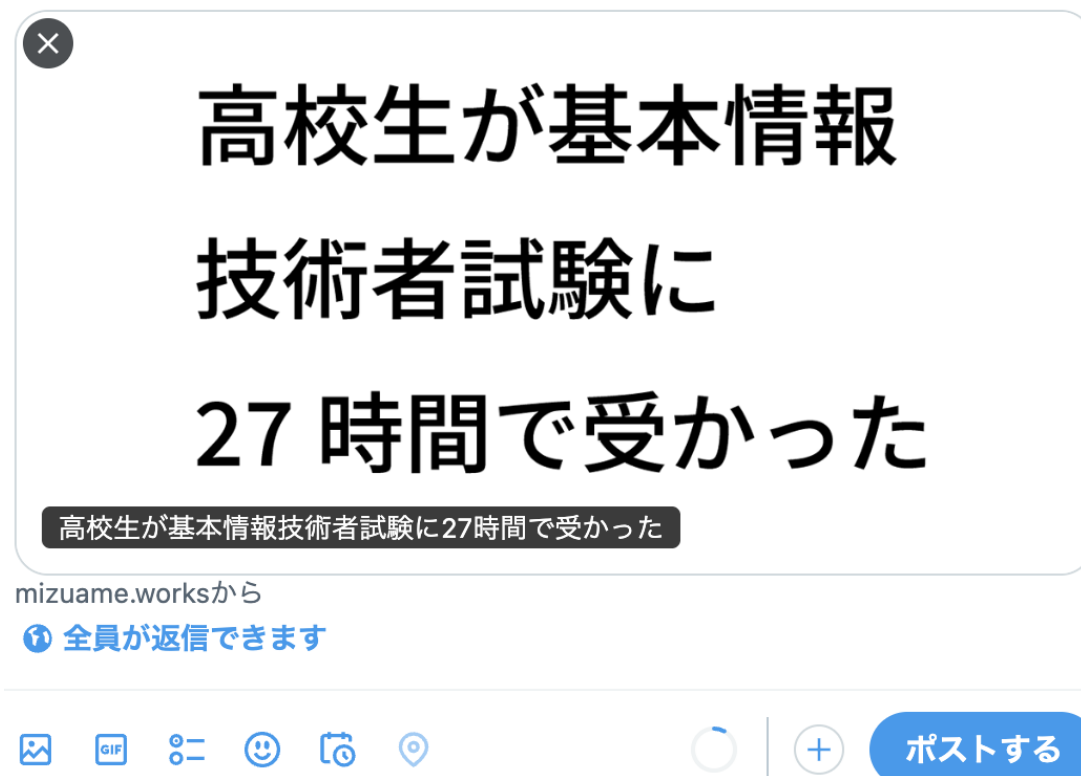 高校生が基本情報
技術者試験に
27 時間で受かった
高校生が基本情報技術者試験に27時間で受かった
mizuame.worksから
全員が返信できます
GIF
ポストする